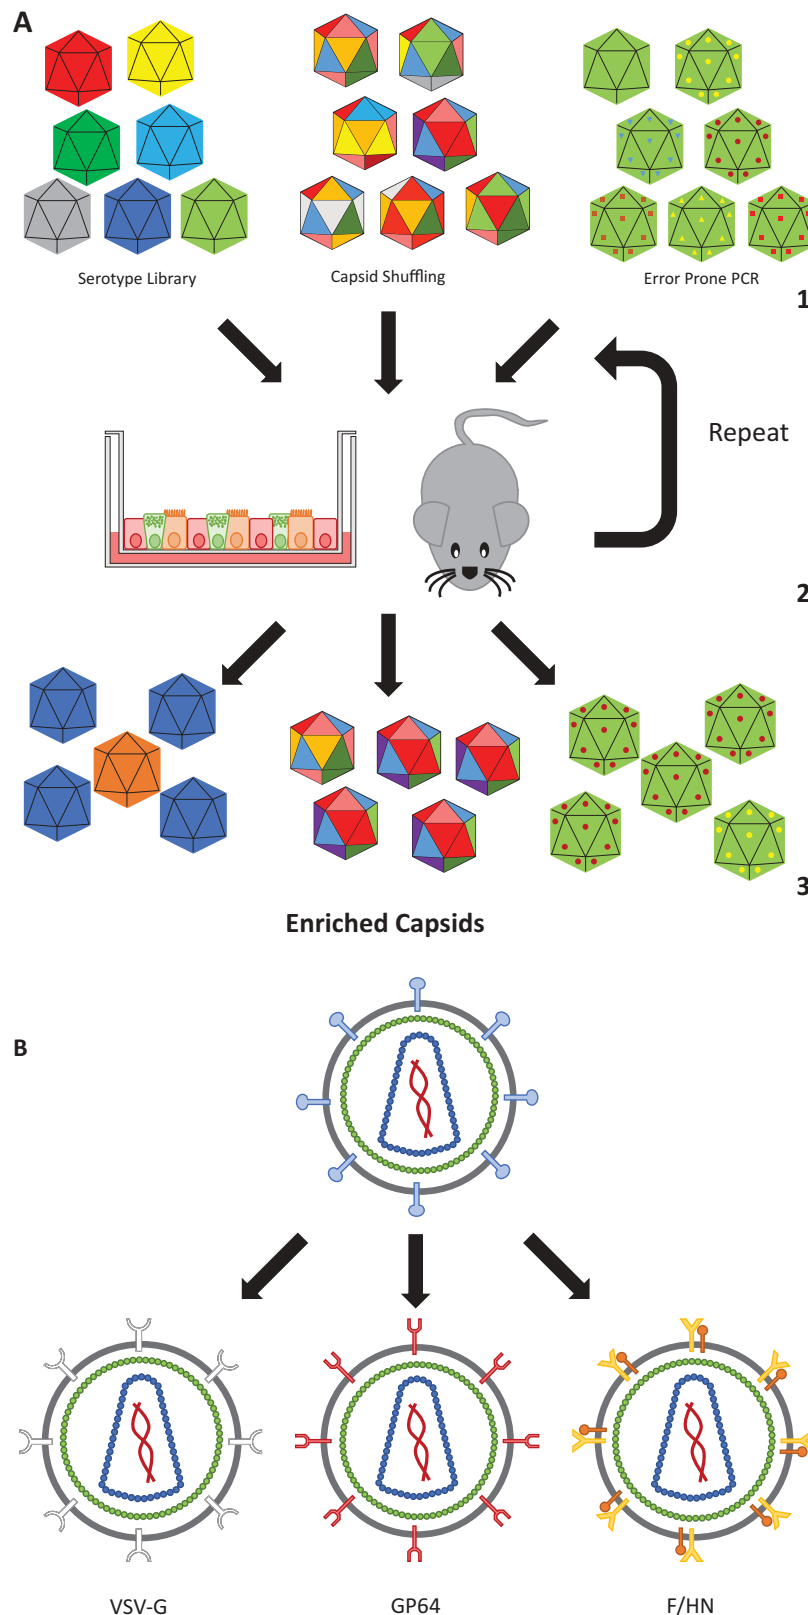 A
Serotype Library
Capsid Shuffling
Error Prone PCR
1
Repeat
2
3
Enriched Capsids
B
VSV-G
GP64
F/HN